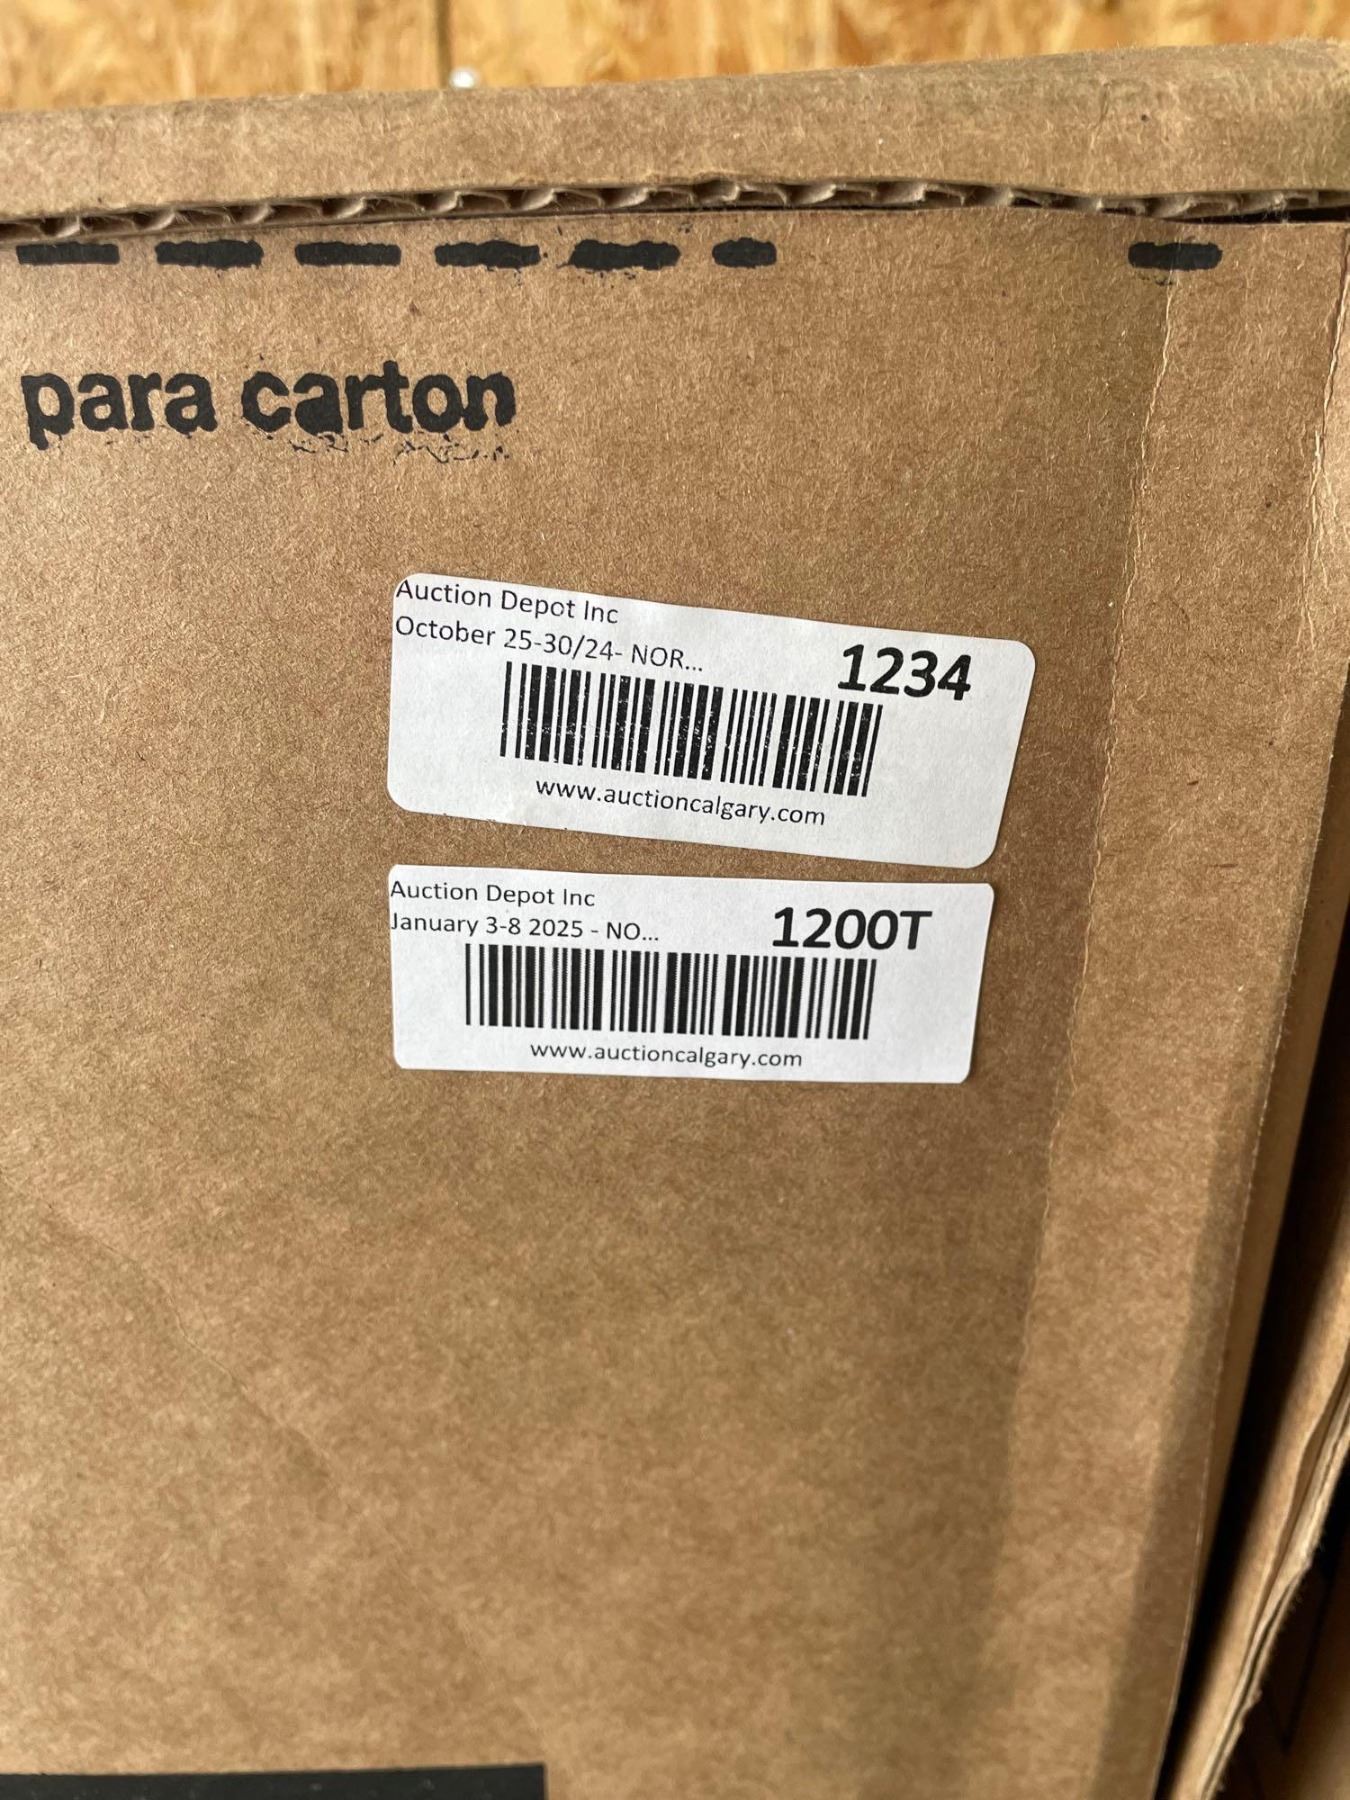 para carton
Auction Depot Inc
October 25-30/24- NOR...
1234
www.auctioncalgary.com
Auction Depot Inc
January 3-8 2025 - NO...
1200T
www.auctioncalgary.com